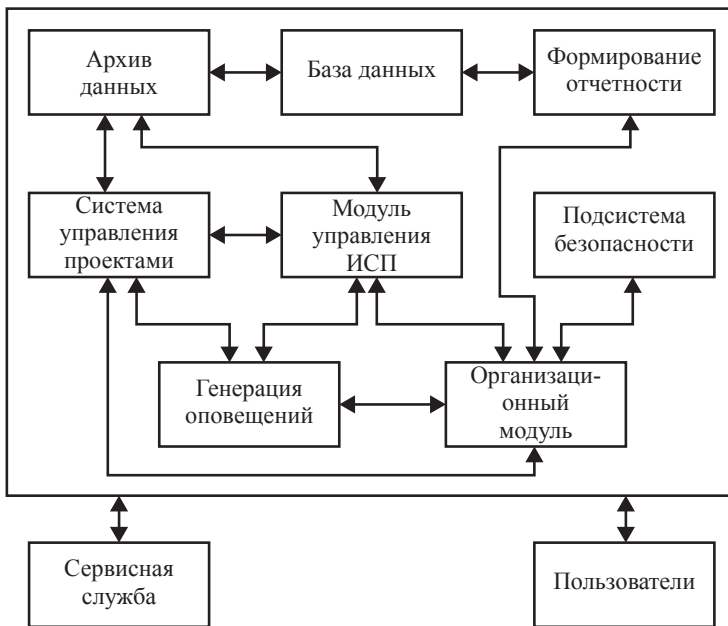 Архив
данных
База данных
Формирование
отчетности
Система
управления
проектами
Модуль
управления
ИСП
Подсистема
безопасности
Генерация
оповещений
Организаци-
онный
модуль
Сервисная
служба
Пользователи